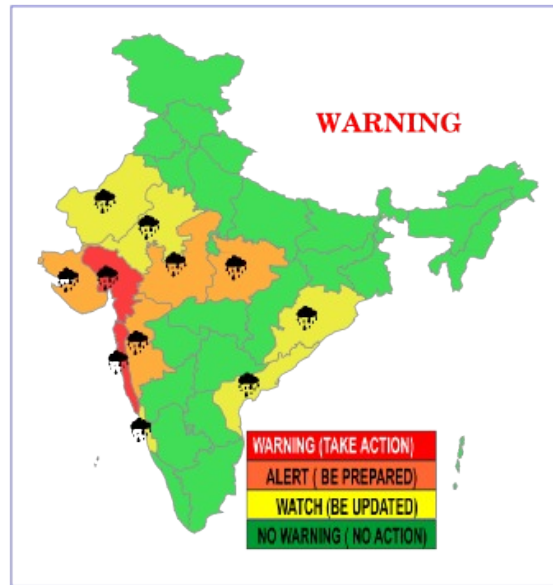 WARNING
WARNING (TAKE ACTION)
ALERT ( BE PREPARED)
WATCH (BE UPDATED)
NO WARNING ( NO ACTION)